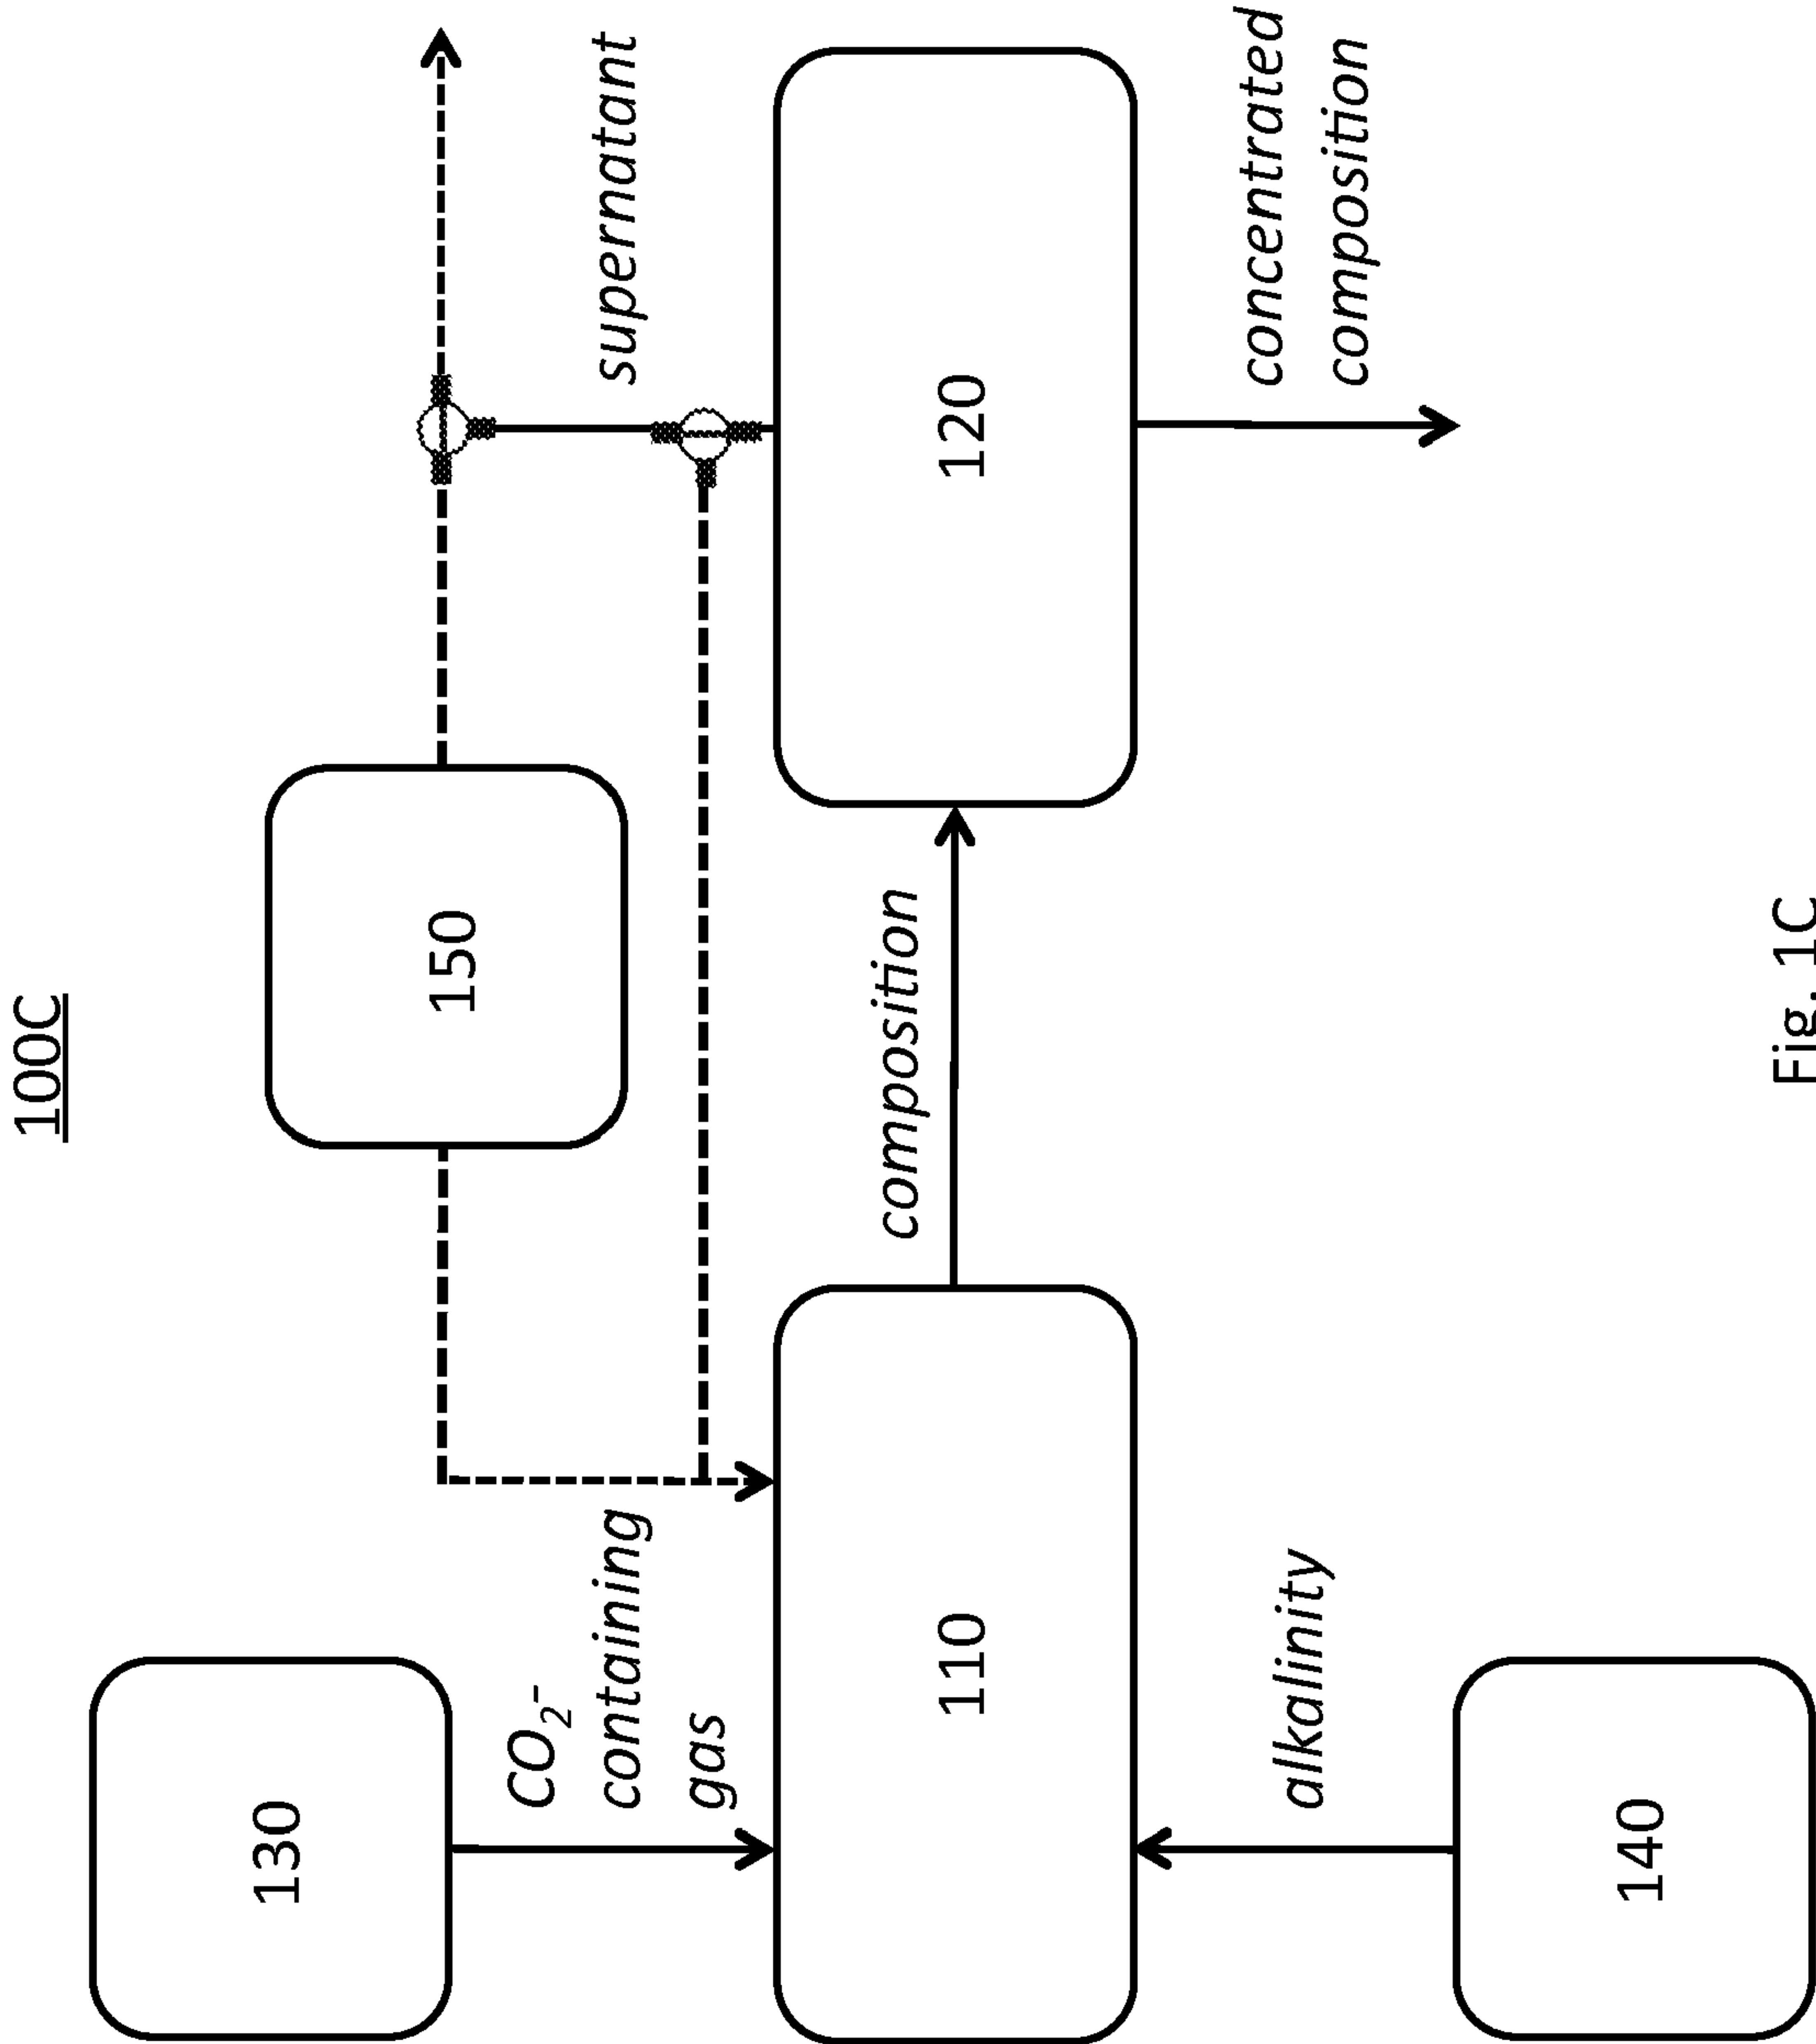 100C
130
150
CO₂-
containing
gas
supernatant
composition
110
120
alkalinity
concentrated
composition
140
Fig. 1C